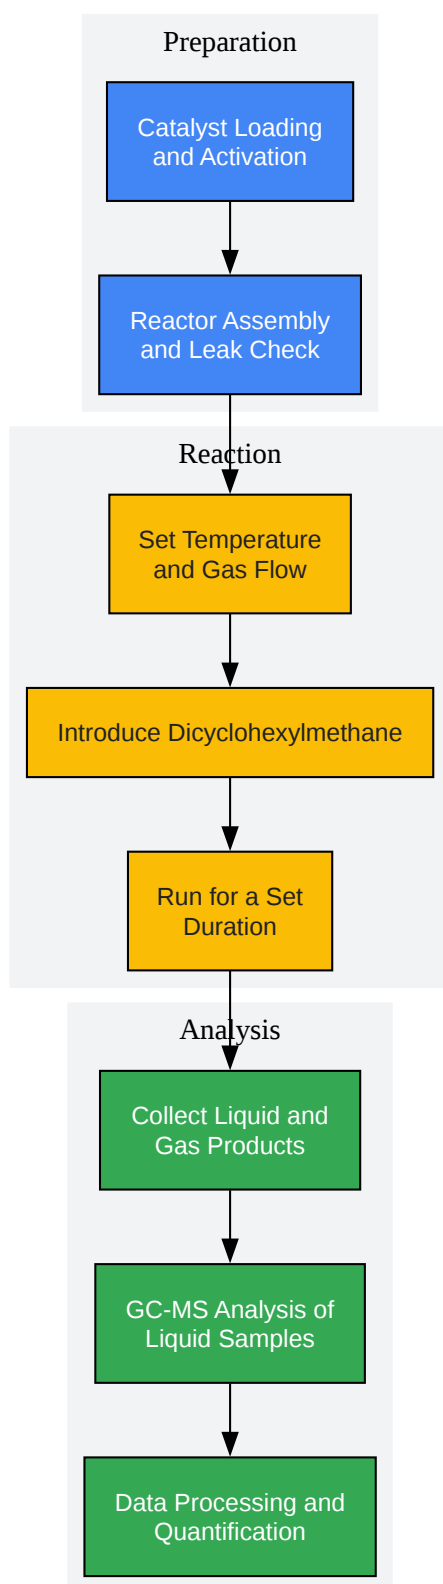 Preparation
Catalyst Loading
and Activation
Reactor Assembly
and Leak Check
Reaction
Set Temperature
and Gas Flow
Introduce Dicyclohexylmethane
Run for a Set
Duration
Analysis
Collect Liquid and
Gas Products
GC-MS Analysis of
Liquid Samples
Data Processing and
Quantification